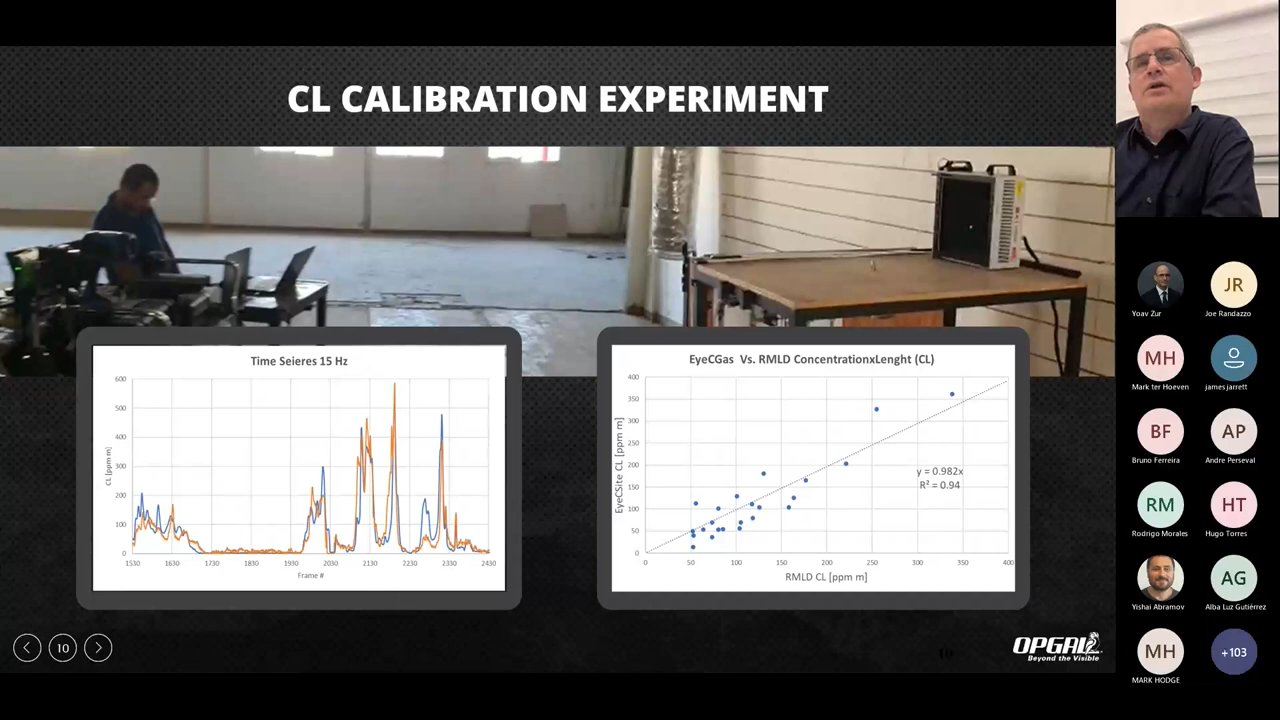 CL CALIBRATION EXPERIMENT
Time Seieres 15 Hz
600
500
400
300
200
100
0
CL [ppm m]
1530 1630 1730 1830 1930 2030 2130 2230 2330 2430
Frame #
EyeCGas Vs. RMLD ConcentrationxLenght (CL)
400
350
300
250
200
150
100
50
0
EyeCSite CL [ppm m]
y = 0.982x
R² = 0.94
0 50 100 150 200 250 300 350 400
RMLD CL [ppm m]
10
OPGAL
Beyond the Visible
10
Yoav Zur
JR
Joe Randazzo
MH
Mark ter Hoeven
james jarrett
BF
Bruno Ferreira
AP
Andre Perseval
RM
Rodrigo Morales
HT
Hugo Torres
Yishai Abramov
AG
Alba Luz Gutiérrez
MH
MARK HODGE
+103